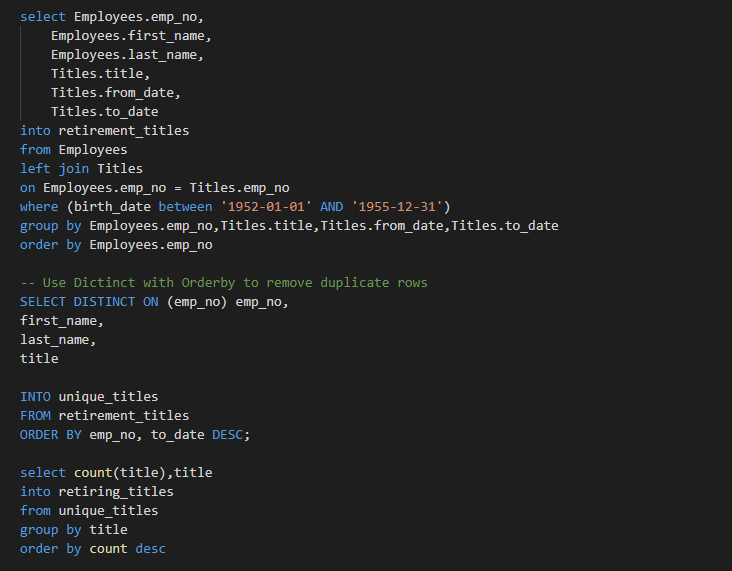 select Employees.emp_no,
    Employees.first_name,
    Employees.last_name,
    Titles.title,
    Titles.from_date,
    Titles.to_date
into retirement_titles
from Employees
left join Titles
on Employees.emp_no = Titles.emp_no
where (birth_date between '1952-01-01' AND '1955-12-31')
group by Employees.emp_no,Titles.title,Titles.from_date,Titles.to_date
order by Employees.emp_no

-- Use Dictinct with Orderby to remove duplicate rows
SELECT DISTINCT ON (emp_no) emp_no,
first_name,
last_name,
title

INTO unique_titles
FROM retirement_titles
ORDER BY emp_no, to_date DESC;

select count(title),title
into retiring_titles
from unique_titles
group by title
order by count desc